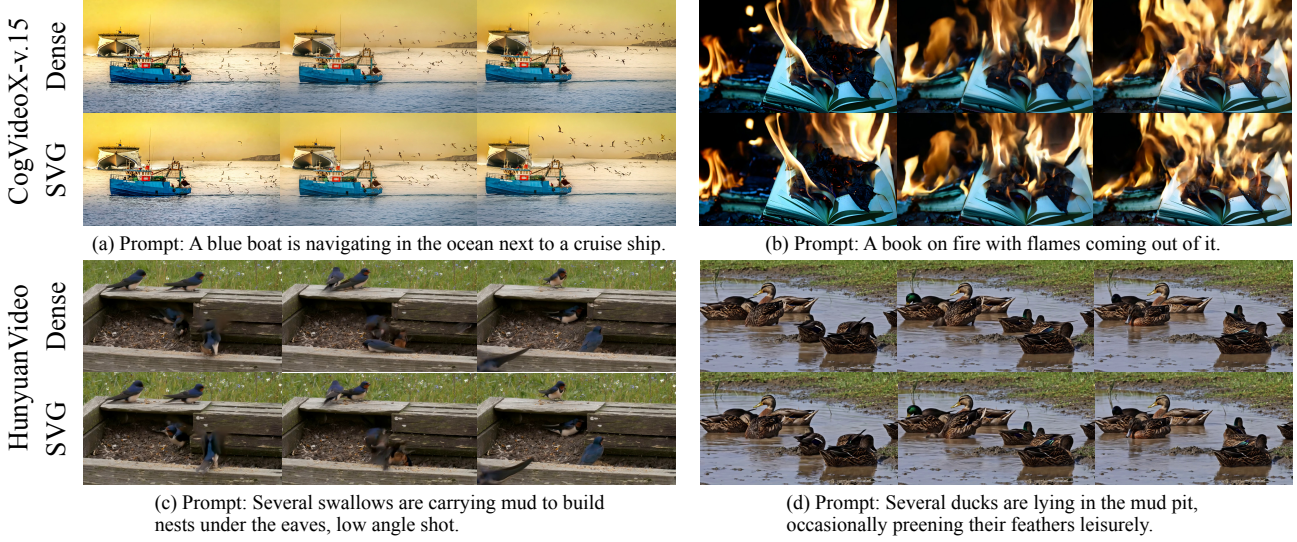 CogVideoX-v.15
Dense
SVG
(a) Prompt: A blue boat is navigating in the ocean next to a cruise ship.
(b) Prompt: A book on fire with flames coming out of it.
HunyuanVideo
Dense
SVG
(c) Prompt: Several swallows are carrying mud to build
nests under the eaves, low angle shot.
(d) Prompt: Several ducks are lying in the mud pit,
occasionally preening their feathers leisurely.